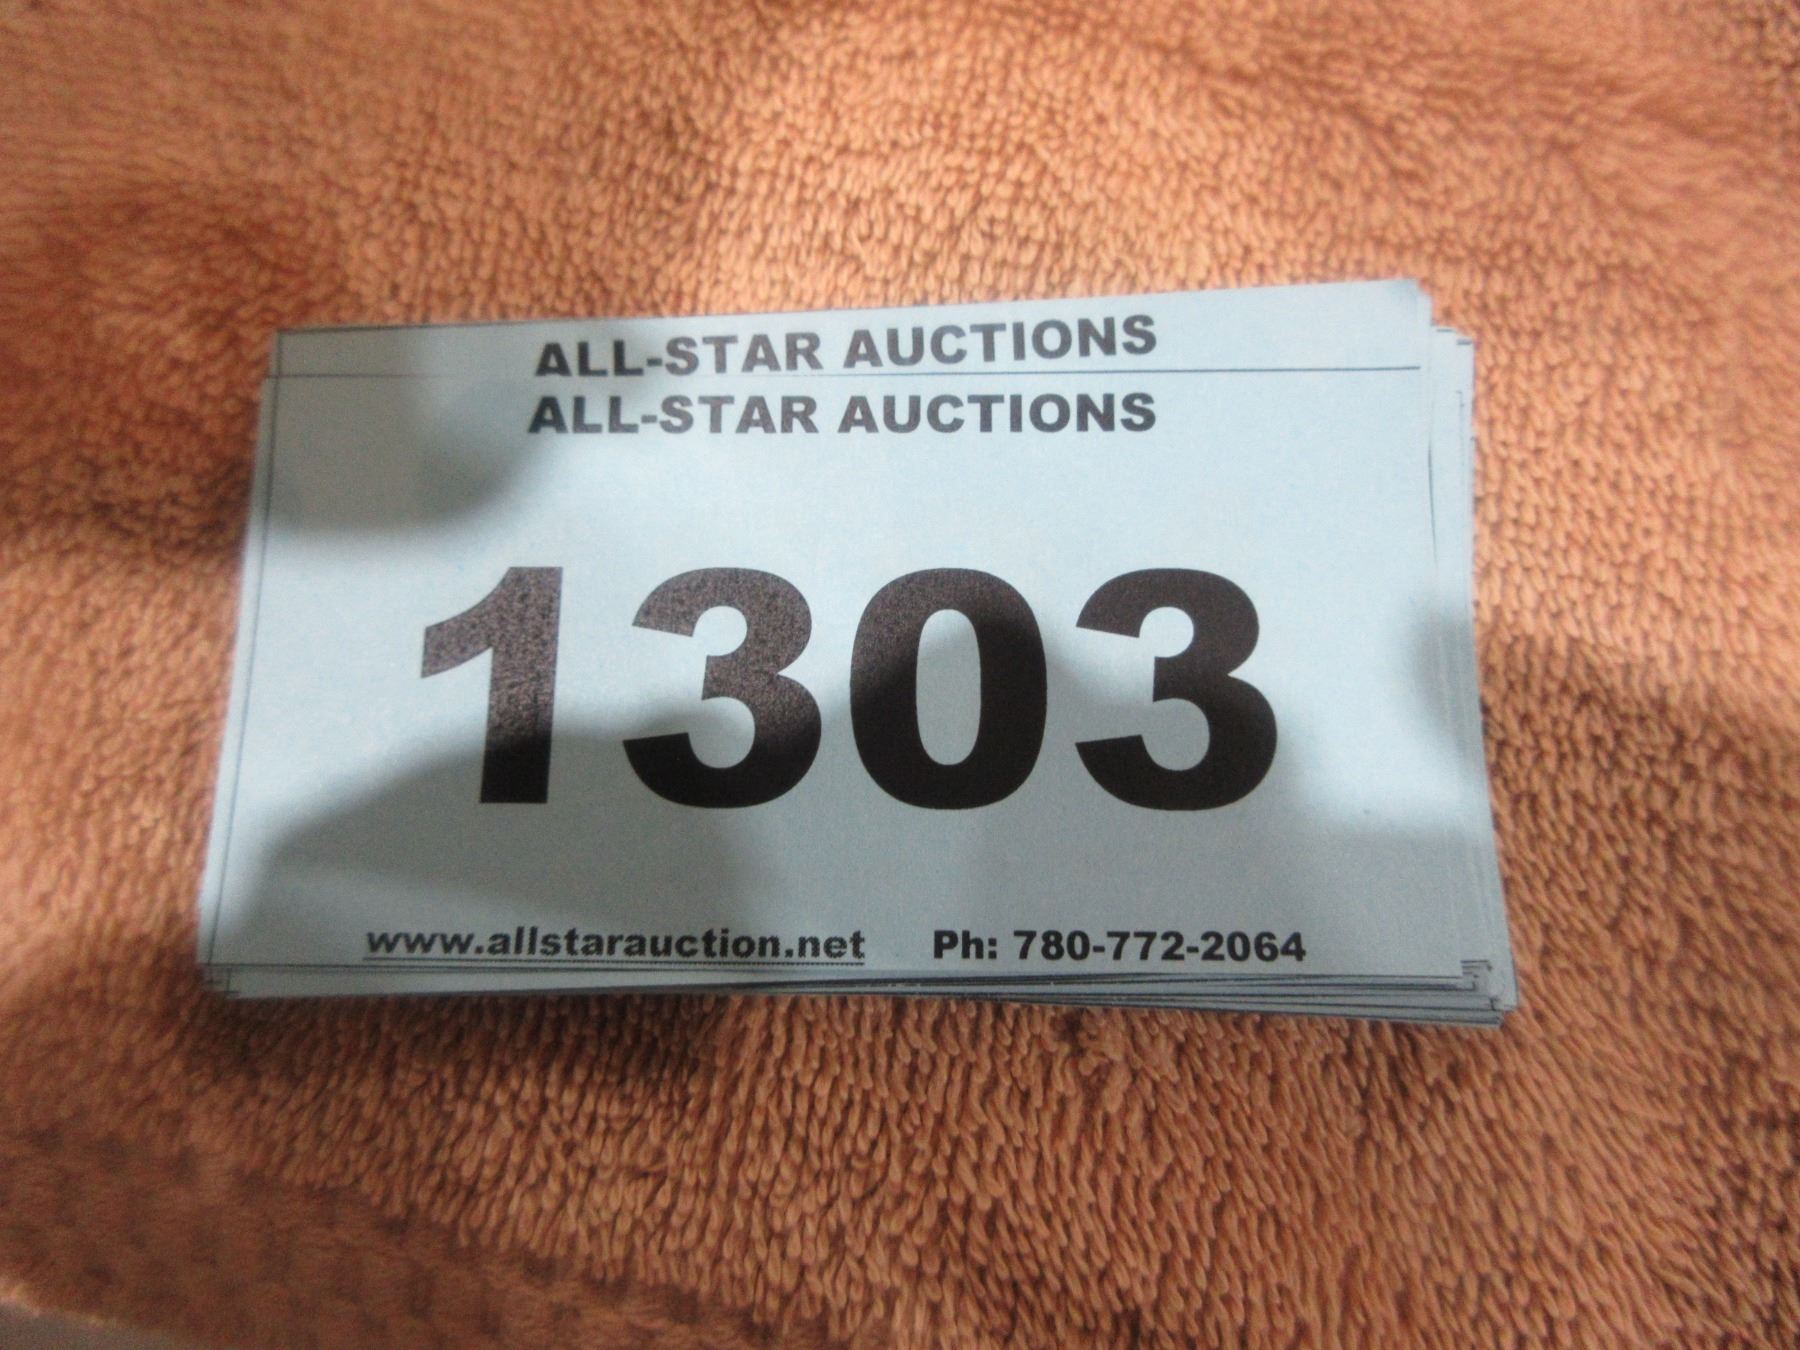 ALL-STAR AUCTIONS
ALL-STAR AUCTIONS
1303
www.allstarauction.net Ph: 780-772-2064